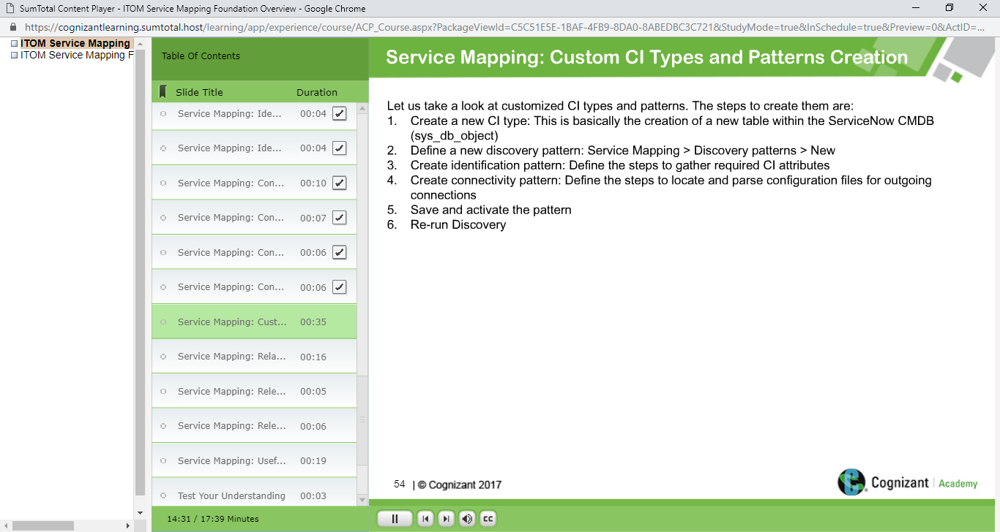 SumTotal Content Player - ITOM Service Mapping Foundation Overview - Google Chrome
https://cognizantlearning.sumtotal.host/learning/app/experience/course/ACP_Course.aspx?PackageViewId=C5C51E5E-1BAF-4FB9-8DA0-8ABEDBC3C721&StudyMode=true&InSchedule=true&Preview=0&ActID=...
ITOM Service Mapping
ITOM Service Mapping F
Table Of Contents
Slide Title Duration
Service Mapping: Ide... 00:04
Service Mapping: Ide... 00:04
Service Mapping: Con... 00:10
Service Mapping: Con... 00:07
Service Mapping: Con... 00:06
Service Mapping: Con... 00:06
Service Mapping: Cust... 00:35
Service Mapping: Rela... 00:16
Service Mapping: Rele... 00:05
Service Mapping: Rele... 00:06
Service Mapping: Usef... 00:19
Test Your Understanding 00:03
14:31 / 17:39 Minutes
Service Mapping: Custom CI Types and Patterns Creation
Let us take a look at customized CI types and patterns. The steps to create them are:
1. Create a new CI type: This is basically the creation of a new table within the ServiceNow CMDB
(sys_db_object)
2. Define a new discovery pattern: Service Mapping > Discovery patterns > New
3. Create identification pattern: Define the steps to gather required CI attributes
4. Create connectivity pattern: Define the steps to locate and parse configuration files for outgoing
connections
5. Save and activate the pattern
6. Re-run Discovery
54 | © Cognizant 2017
Cognizant | Academy
CC